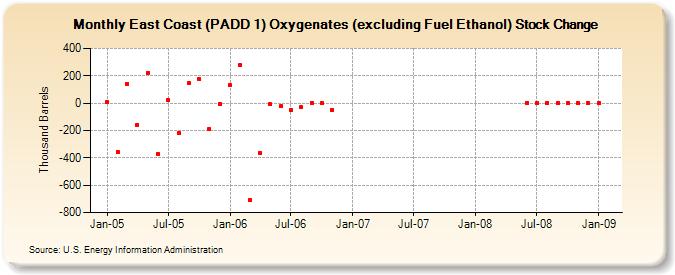 Monthly East Coast (PADD 1) Oxygenates (excluding Fuel Ethanol) Stock Change
Thousand Barrels
400
200
0
-200
-400
-600
-800
Jan-05 Jul-05 Jan-06 Jul-06 Jan-07 Jul-07 Jan-08 Jul-08 Jan-09
Source: U.S. Energy Information Administration